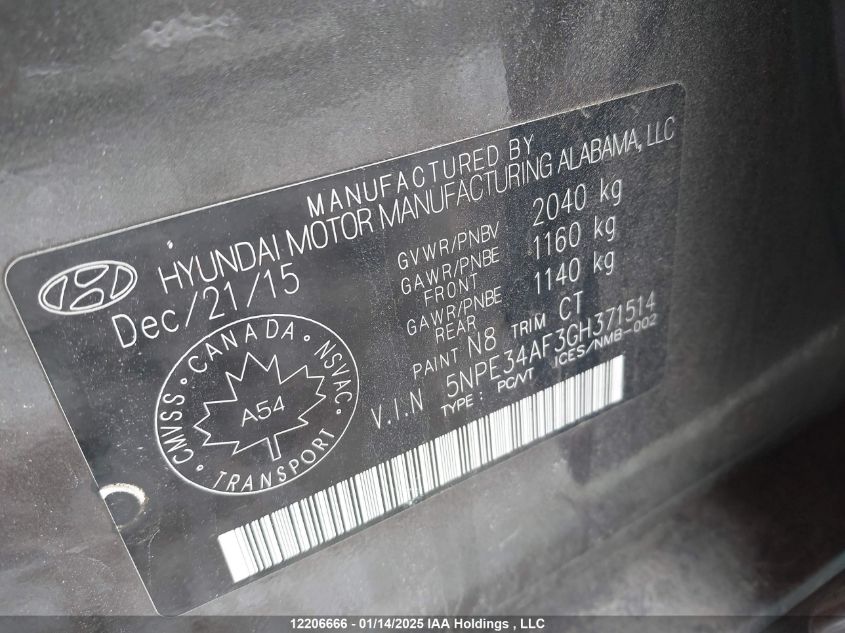 MANUFACTURED BY
HYUNDAI MOTOR MANUFACTURING ALABAMA, LLC
Dec/21/15
GVWR/PNBV 2040 kg
GAWR/PNBE FRONT 1160 kg
GAWR/PNBE REAR 1140 kg
PAINT N8 TRIM CT
V.I.N 5NPE34AF3GH371514
TYPE : PC/VT ICES/NMB-002
CANADA
NSVAC
TRANSPORT
CMVSS
A54
12206666 - 01/14/2025 IAA Holdings , LLC